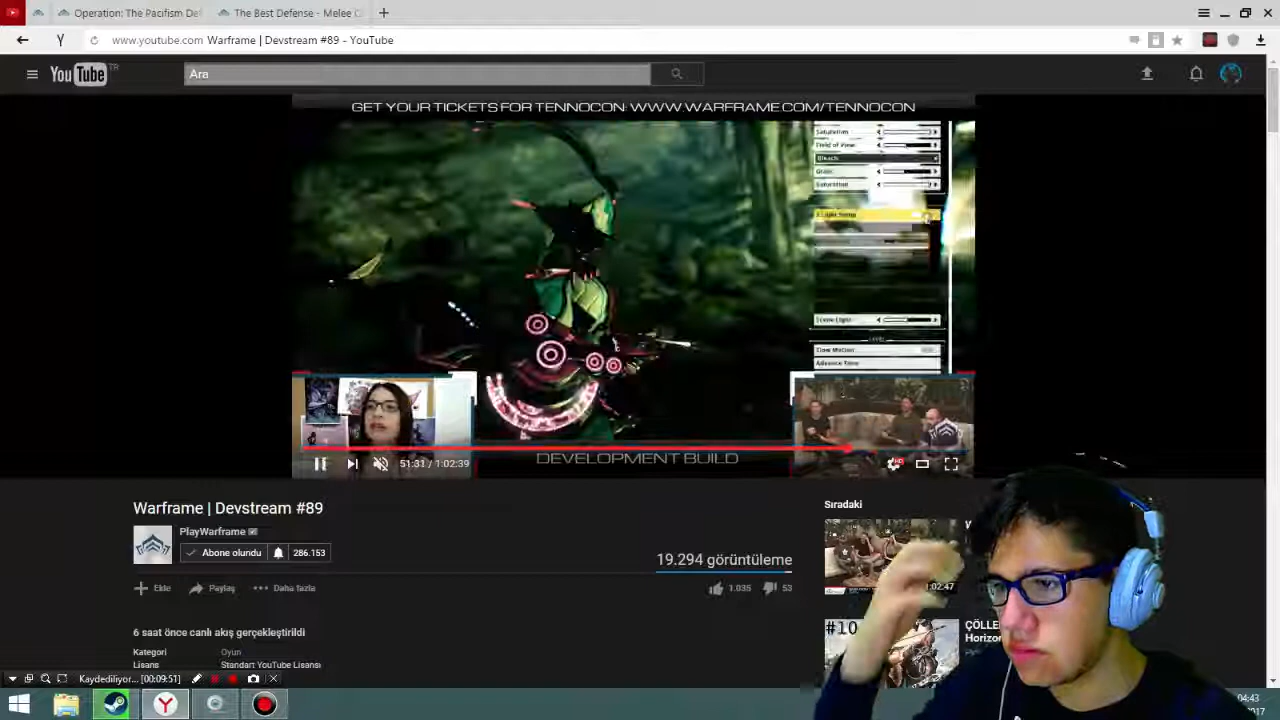 Operation: The Pacifism Def
The Best Defense - Melee C
www.youtube.com Warframe | Devstream #89 - YouTube
YouTube TR
Ara
GET YOUR TICKETS FOR TENNOCON: WWW.WARFRAME.COM/TENNOCON
Saturation
Field of View
Bleach
Grain
Saturation
Scene Light
Advance Time
51:31 / 1:02:39
DEVELOPMENT BUILD
Warframe | Devstream #89
Sıradaki
PlayWarframe
Abone olundu 286.153
19.294 görüntüleme
1:02:47
Ekle Paylaş Daha fazla
1.035 53
#10
ÇÖLLE
Horizon
6 saat önce canlı akış gerçekleştirildi
Kategori Oyun
Lisans Standart YouTube Lisansı
Kaydediliyor... [00:09:51]
04:43